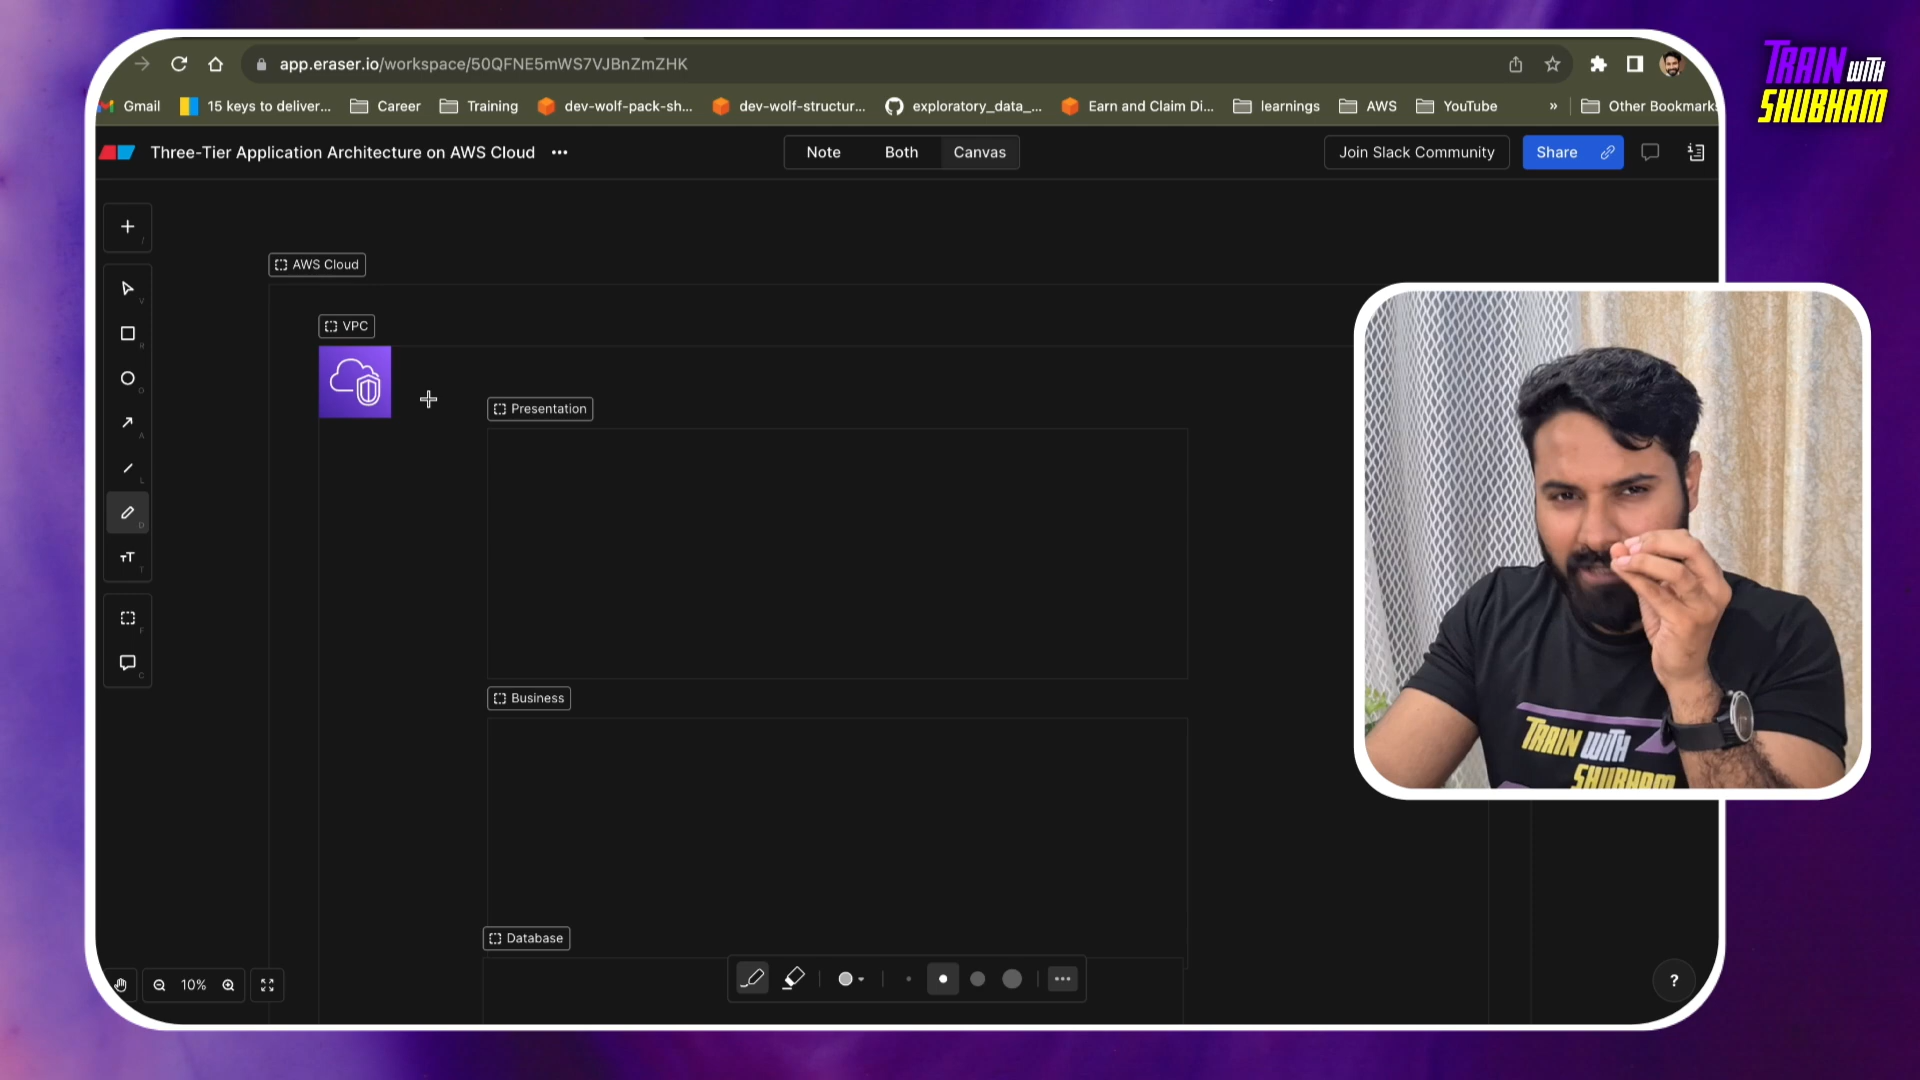 TRAIN WITH
SHUBHAM
app.eraser.io/workspace/50QFNE5mWS7VJBnZmZHK
Gmail
15 keys to deliver...
Career
Training
dev-wolf-pack-sh...
dev-wolf-structur...
exploratory_data_...
Earn and Claim Di...
learnings
AWS
YouTube
»
Other Bookmarks
Three-Tier Application Architecture on AWS Cloud
Note
Both
Canvas
Join Slack Community
Share
AWS Cloud
VPC
Presentation
Business
Database
/
V
R
O
A
L
D
TT
T
F
C
10%
?
TRAIN WITH
SHUBHAM